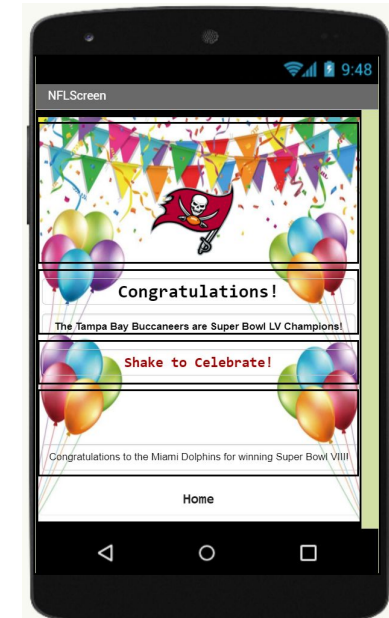 9:48
NFLScreen
Congratulations!
The Tampa Bay Buccaneers are Super Bowl LV Champions!
Shake to Celebrate!
Congratulations to the Miami Dolphins for winning Super Bowl VIII!
Home